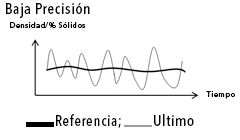 Baja Precisión
Densidad/% Sólidos
Tiempo
Referencia; Ultimo